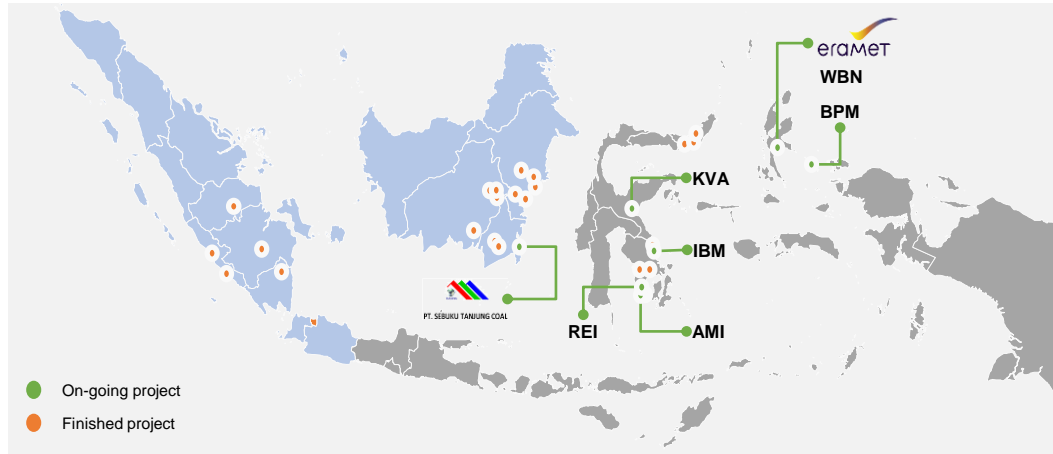 eramet
WBN
BPM
KVA
IBM
PT. SEBUKU TANJUNG COAL
REI
AMI
On-going project
Finished project